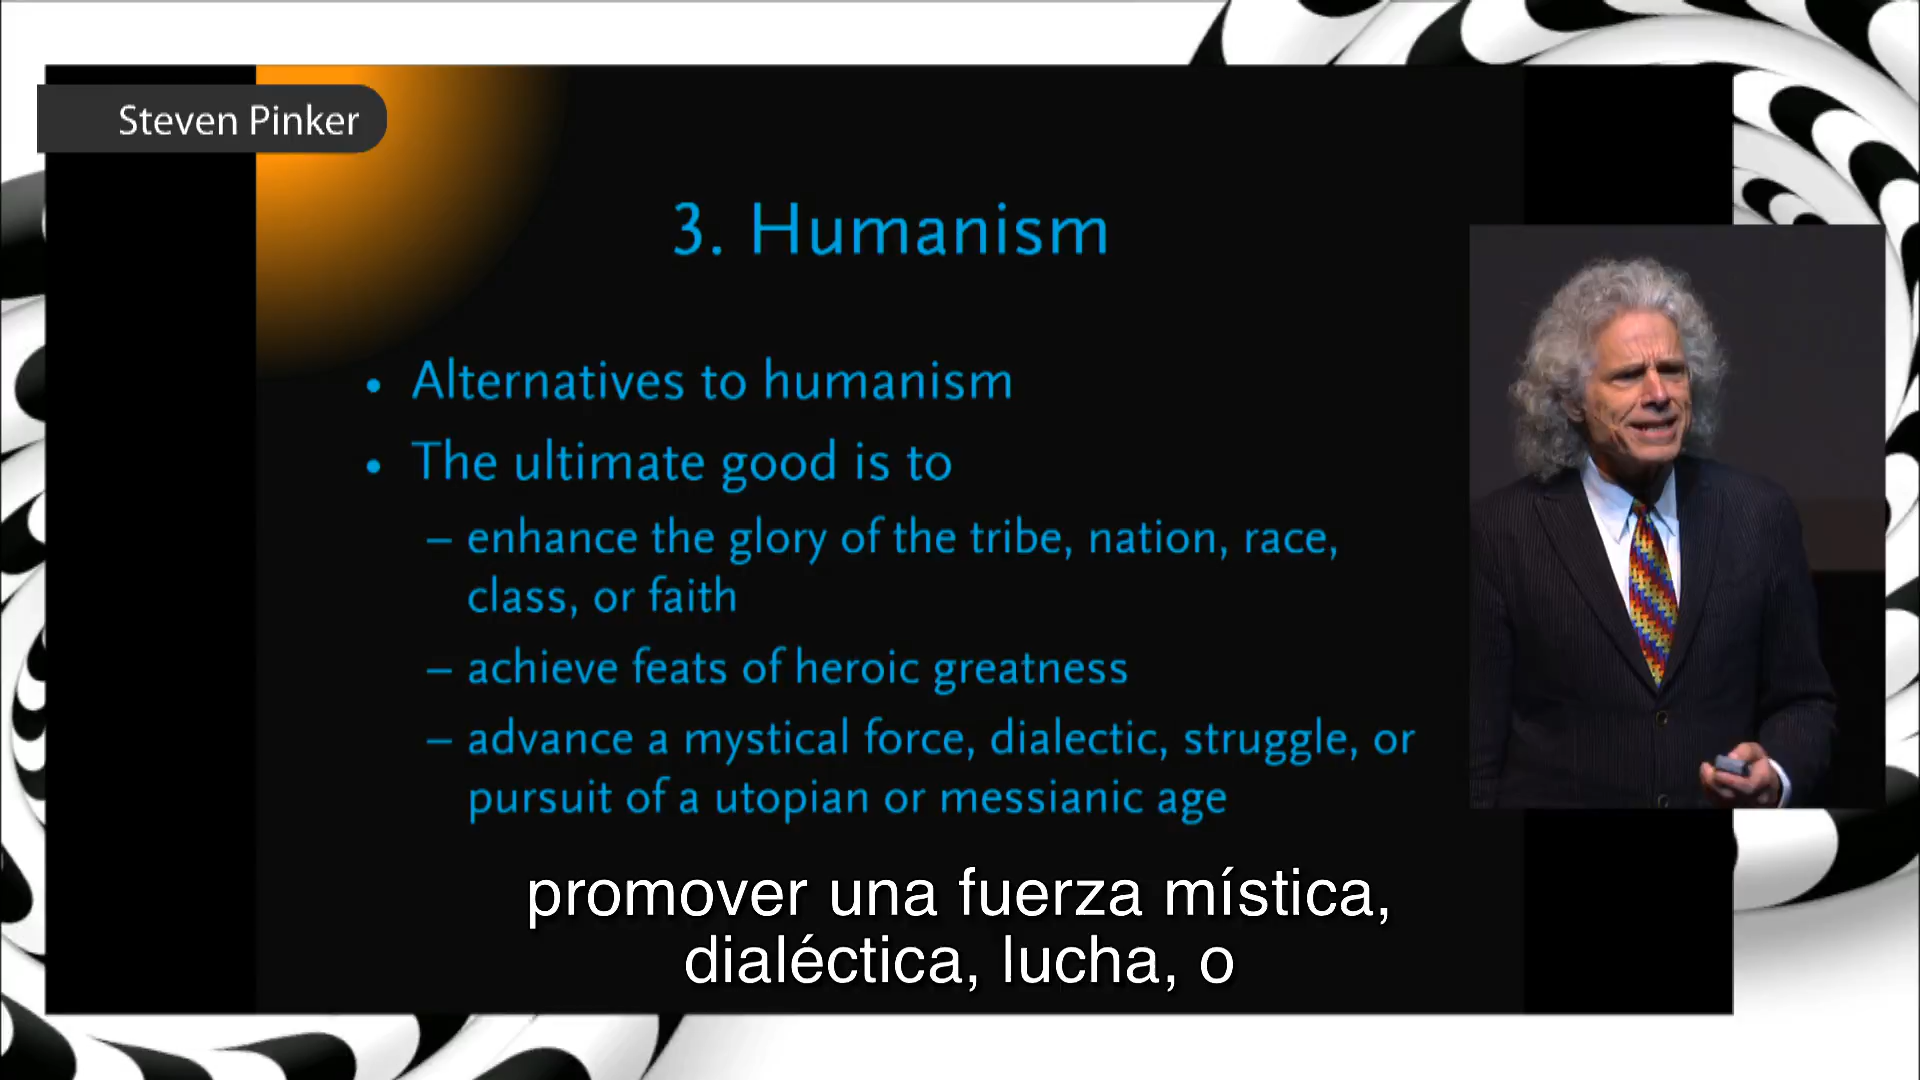 Steven Pinker
3. Humanism
• Alternatives to humanism
• The ultimate good is to
– enhance the glory of the tribe, nation, race,
class, or faith
– achieve feats of heroic greatness
– advance a mystical force, dialectic, struggle, or
pursuit of a utopian or messianic age
promover una fuerza mística,
dialéctica, lucha, o